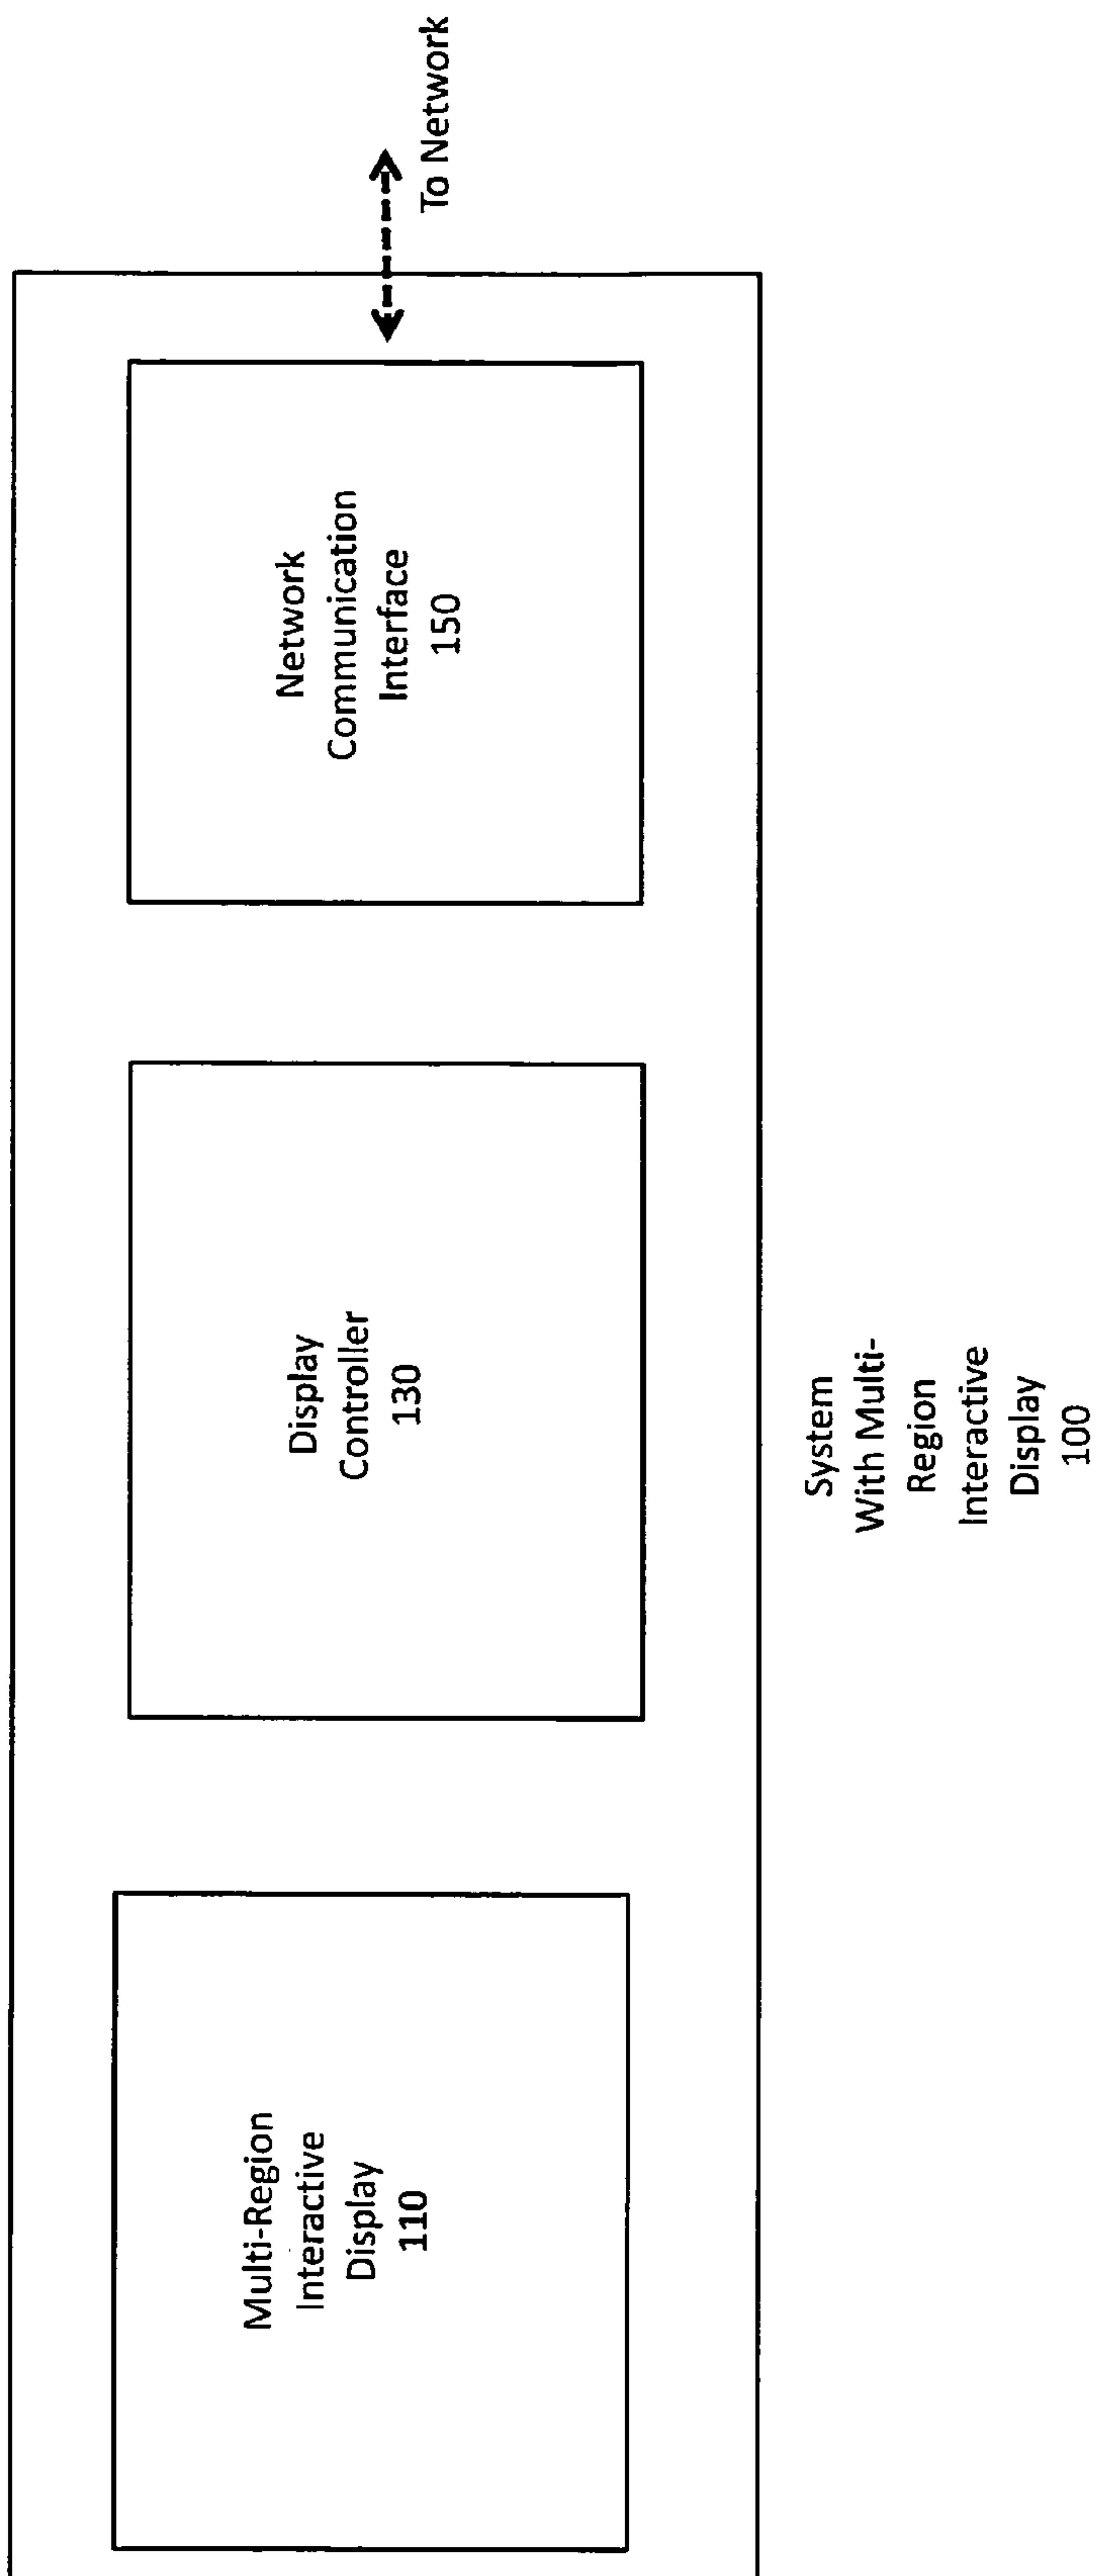 Multi-Region
Interactive
Display
110
Display
Controller
130
Network
Communication
Interface
150
To Network
System
With Multi-
Region
Interactive
Display
100